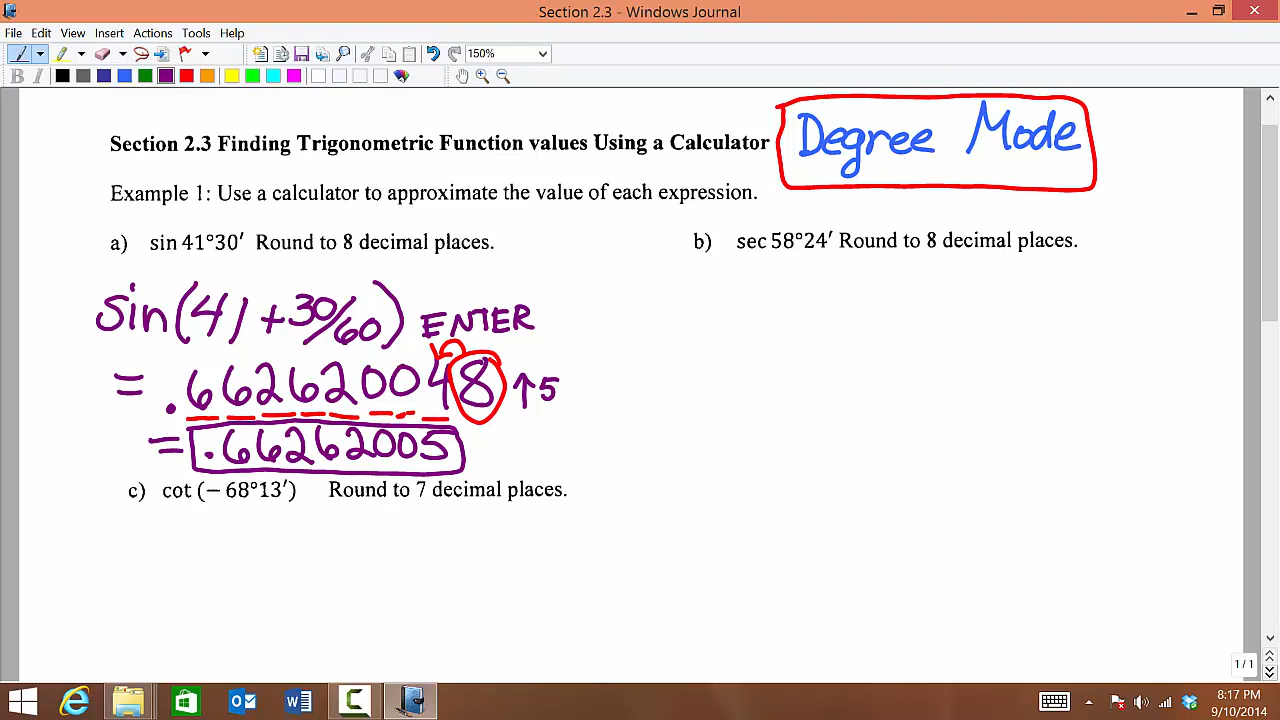 Section 2.3 - Windows Journal
File Edit View Insert Actions Tools Help
150%
B I
Section 2.3 Finding Trigonometric Function values Using a Calculator
Degree Mode
Example 1: Use a calculator to approximate the value of each expression.
a) sin 41°30′ Round to 8 decimal places.
b) sec 58°24′ Round to 8 decimal places.
sin(41+30/60) ENTER
= .662620048 ↑5
= .66262005
c) cot (− 68°13′) Round to 7 decimal places.
1/1
8:17 PM
9/10/2014